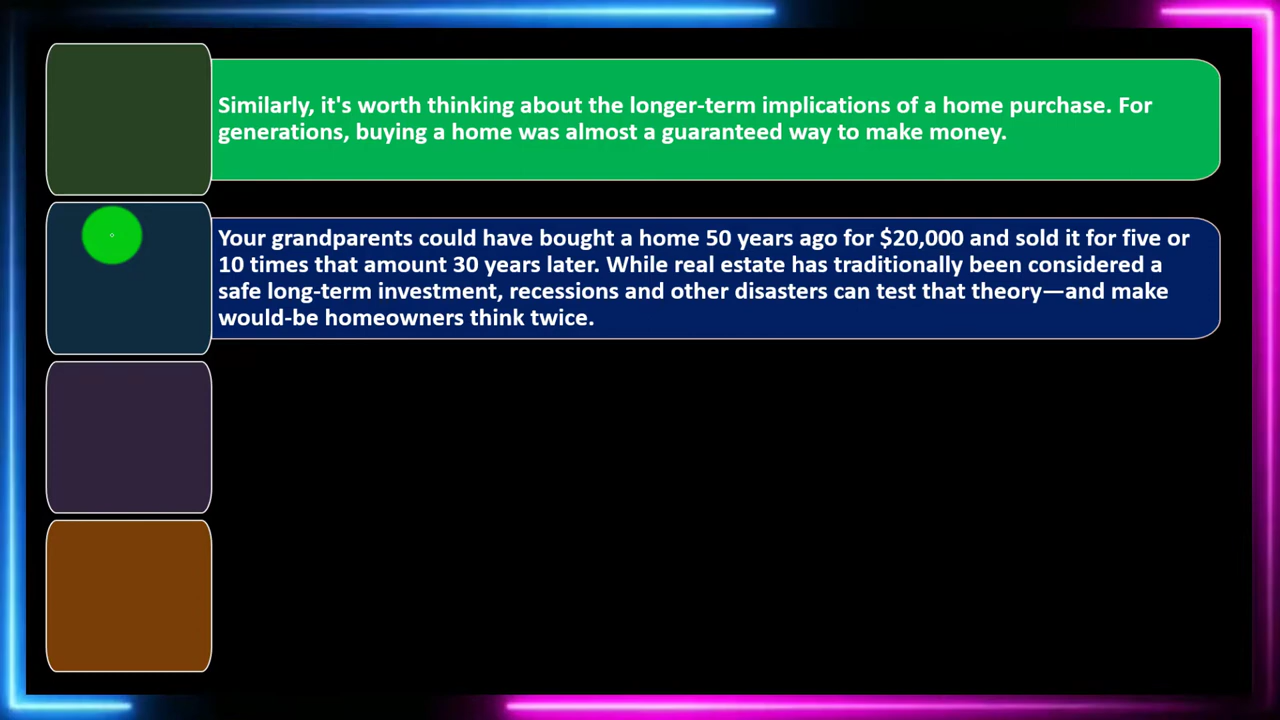 Similarly, it's worth thinking about the longer-term implications of a home purchase. For
generations, buying a home was almost a guaranteed way to make money.
Your grandparents could have bought a home 50 years ago for $20,000 and sold it for five or
10 times that amount 30 years later. While real estate has traditionally been considered a
safe long-term investment, recessions and other disasters can test that theory—and make
would-be homeowners think twice.